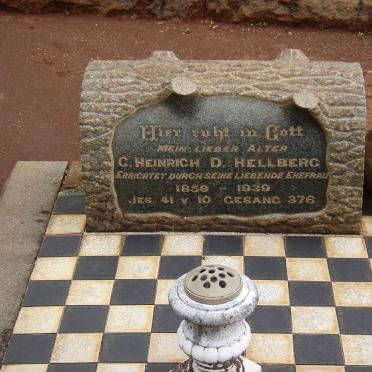 Hier ruht in Gott
MEIN LIEBER ALTER
C. HEINRICH D. HELLBERG
ERRICHTET DURCH SEINE LIEBENDE EHEFRAU
1859 - 1939
JES. 41 V 10 GESANG 376